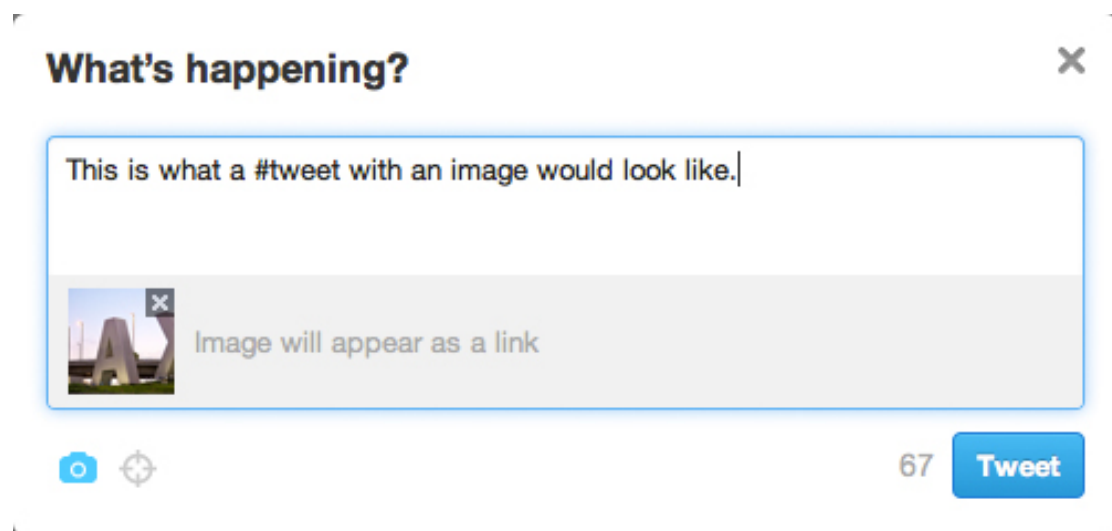 What's happening?
This is what a #tweet with an image would look like.
A
Image will appear as a link
67 Tweet